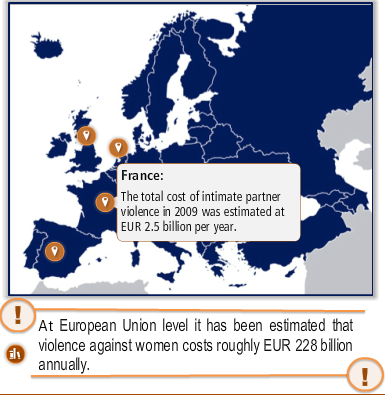 France:
The total cost of intimate partner
violence in 2009 was estimated at
EUR 2.5 billion per year.
!
At European Union level it has been estimated that
violence against women costs roughly EUR 228 billion
annually.
!